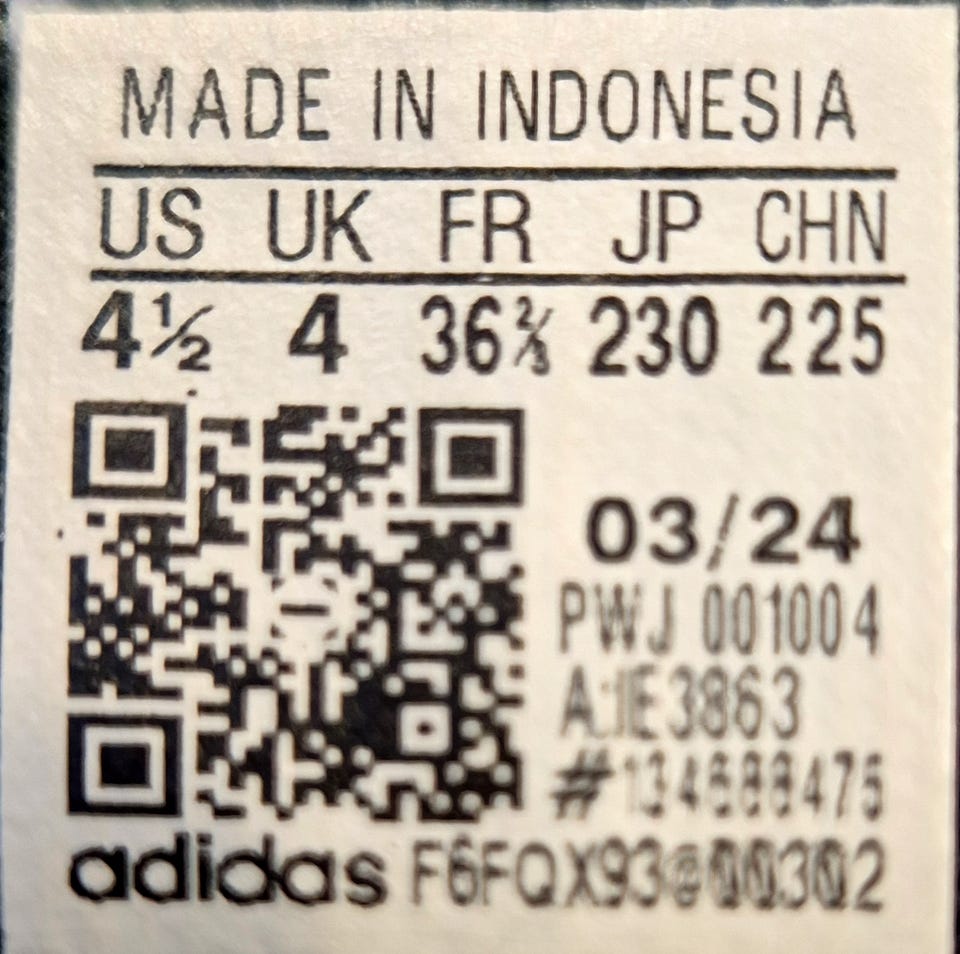 MADE IN INDONESIA
US UK FR JP CHN
4½ 4 36⅔ 230 225
03/24
PWJ 001004
A:IE3863
adidas